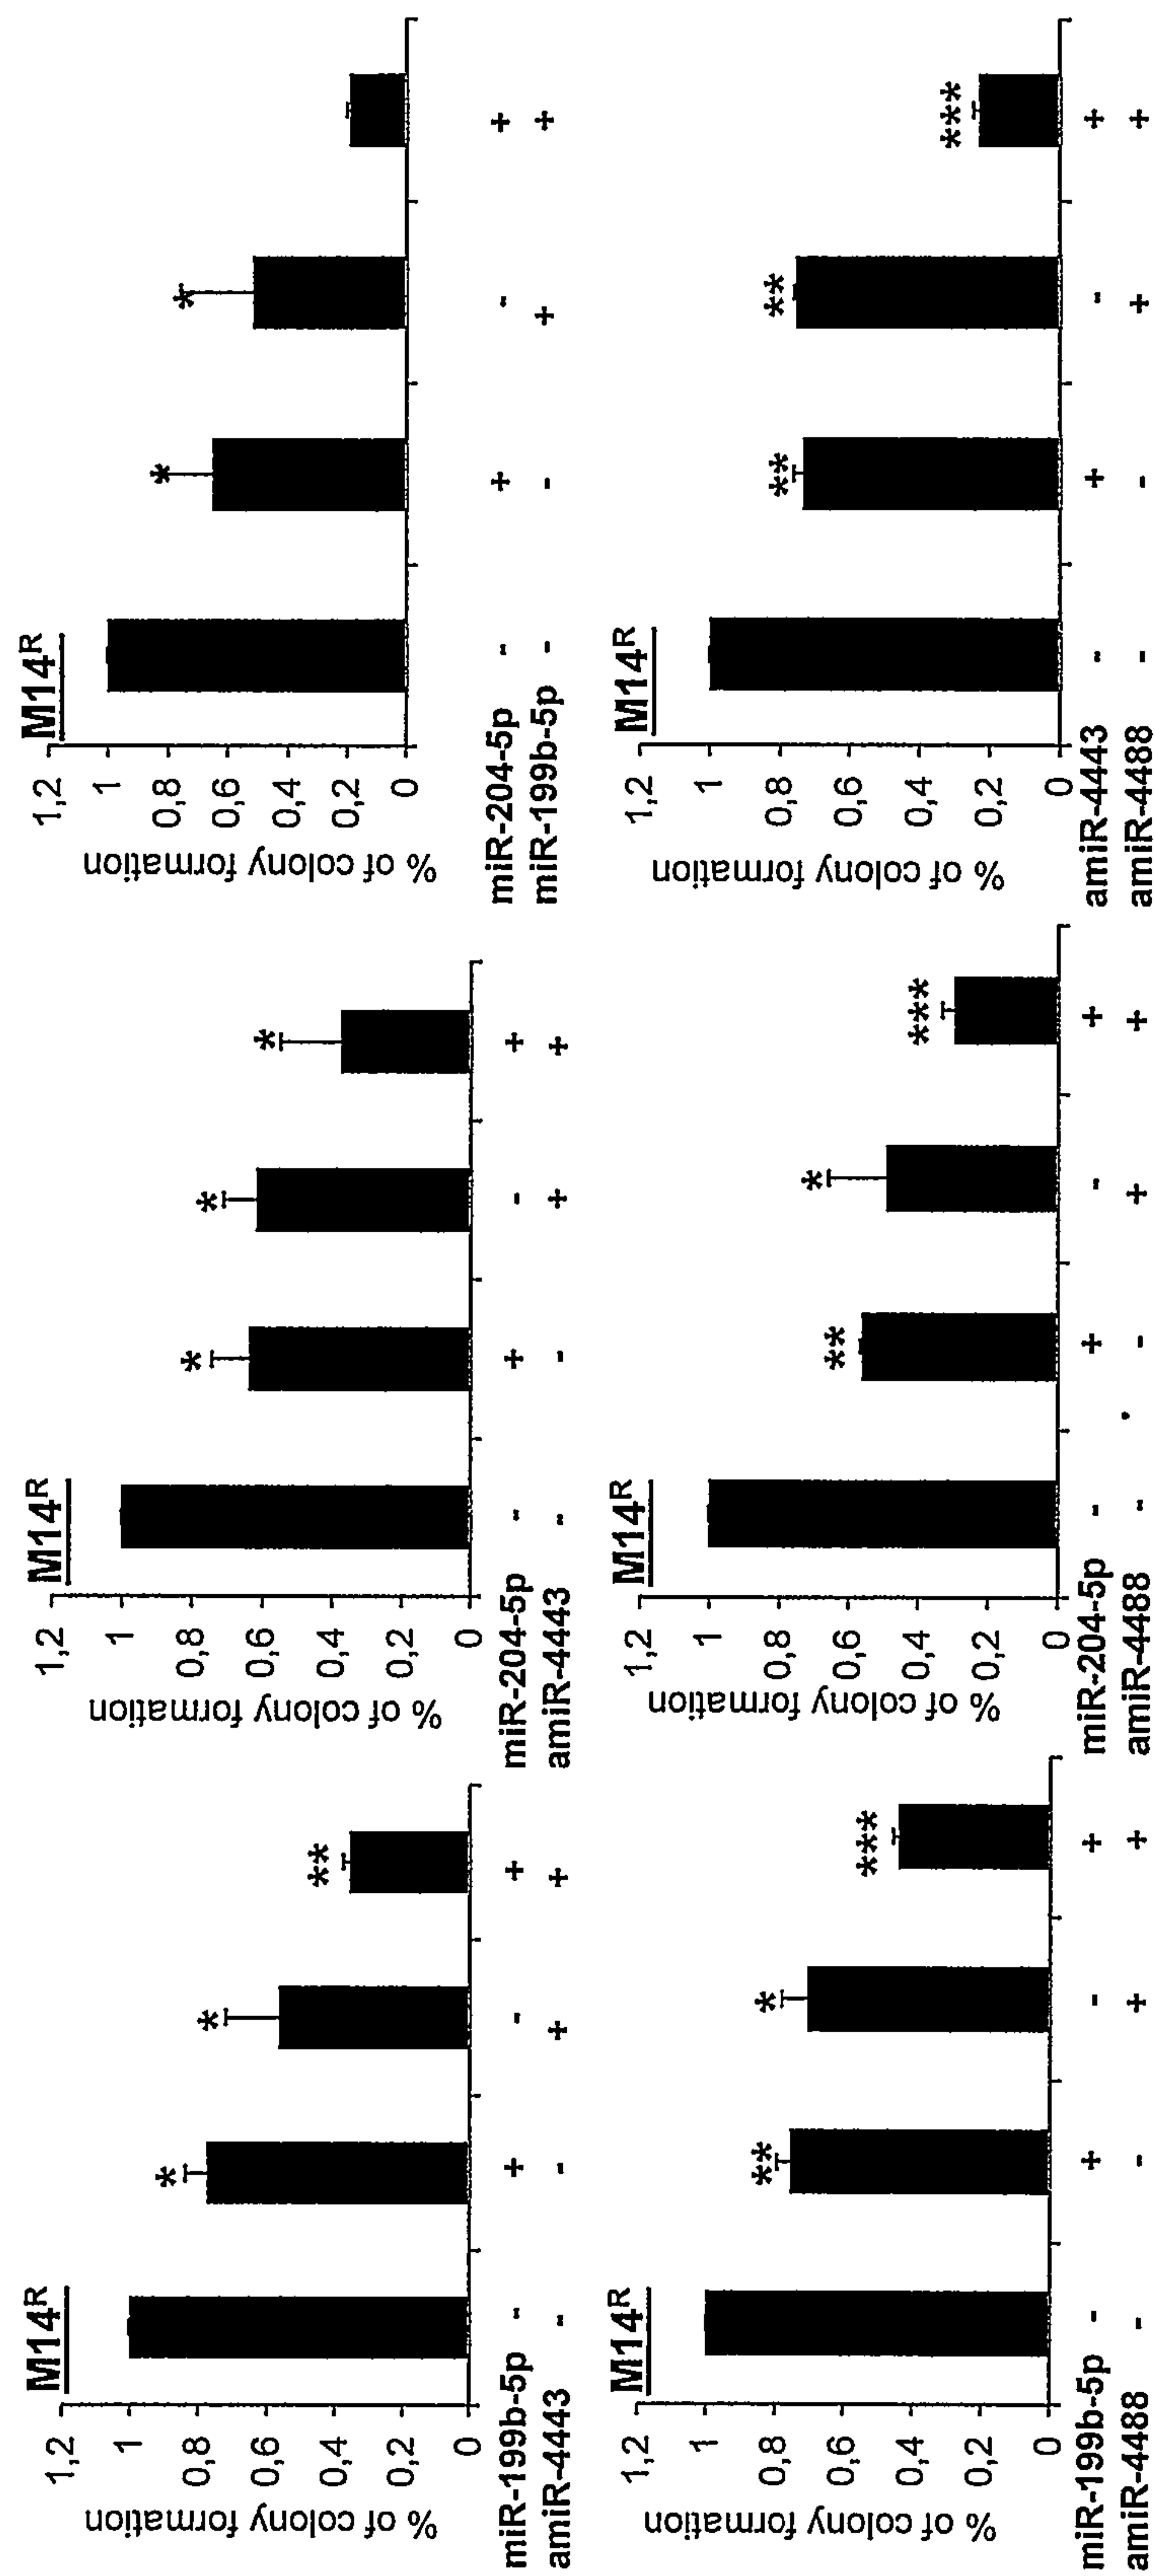 M14R
% of colony formation
1,2
1
0,8
0,6
0,4
0,2
0
* * **
miR-199b-5p - + - +
amiR-4443 - - + +
M14R
% of colony formation
1,2
1
0,8
0,6
0,4
0,2
0
* * *
miR-204-5p - + - +
amiR-4443 - - + +
M14R
% of colony formation
1,2
1
0,8
0,6
0,4
0,2
0
* *
miR-204-5p - + - +
miR-199b-5p - - + +
M14R
% of colony formation
1,2
1
0,8
0,6
0,4
0,2
0
** * ***
miR-199b-5p - + - +
amiR-4488 - - + +
M14R
% of colony formation
1,2
1
0,8
0,6
0,4
0,2
0
** * ***
miR-204-5p - + - +
amiR-4488 - - + +
M14R
% of colony formation
1,2
1
0,8
0,6
0,4
0,2
0
** ** ***
amiR-4443 - + - +
amiR-4488 - - + +